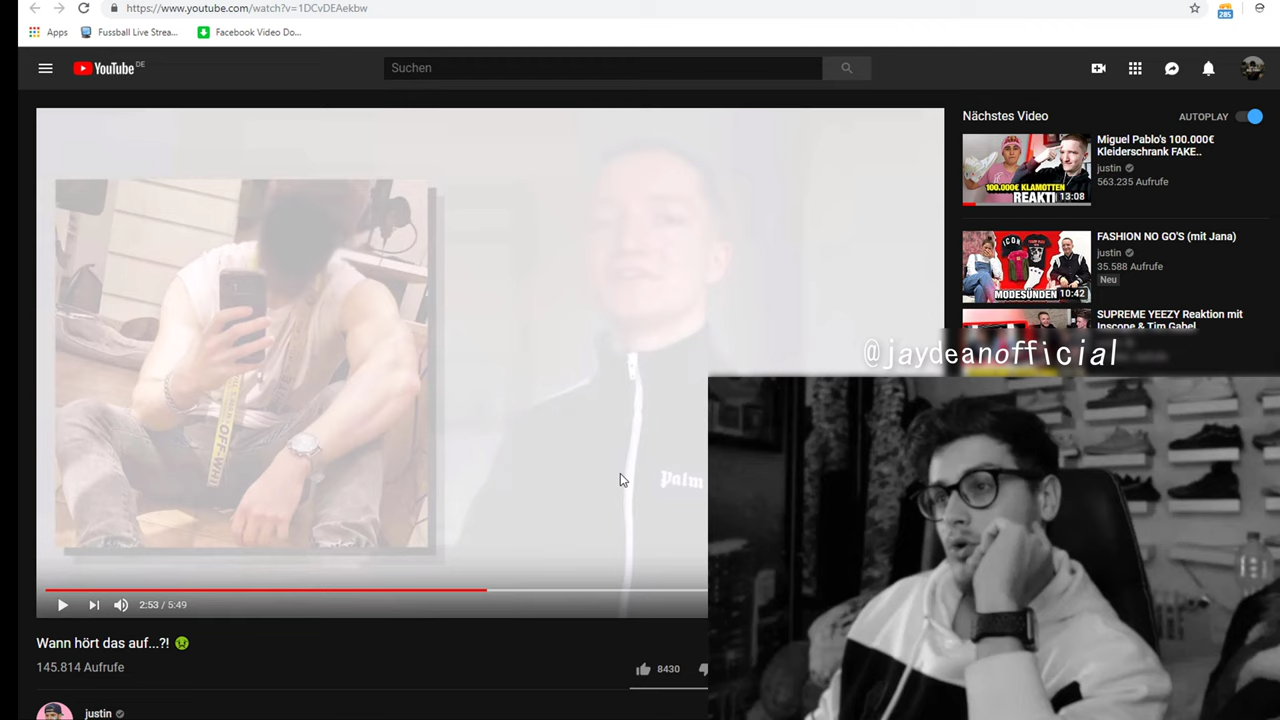 https://www.youtube.com/watch?v=1DCvDEAekbw
285
Apps
Fussball Live Strea...
Facebook Video Do...
YouTube DE
Suchen
Nächstes Video
AUTOPLAY
Miguel Pablo's 100.000€
Kleiderschrank FAKE..
justin
563.235 Aufrufe
100.000€ KLAMOTTEN
REAKTI
13:08
FASHION NO GO'S (mit Jana)
justin
35.588 Aufrufe
Neu
ICON
MODESÜNDEN
10:42
SUPREME YEEZY Reaktion mit
Inscope & Tim Gabel
@jaydeanofficial
OFF-WHI
Palm
2:53 / 5:49
Wann hört das auf...?!
145.814 Aufrufe
8430
justin